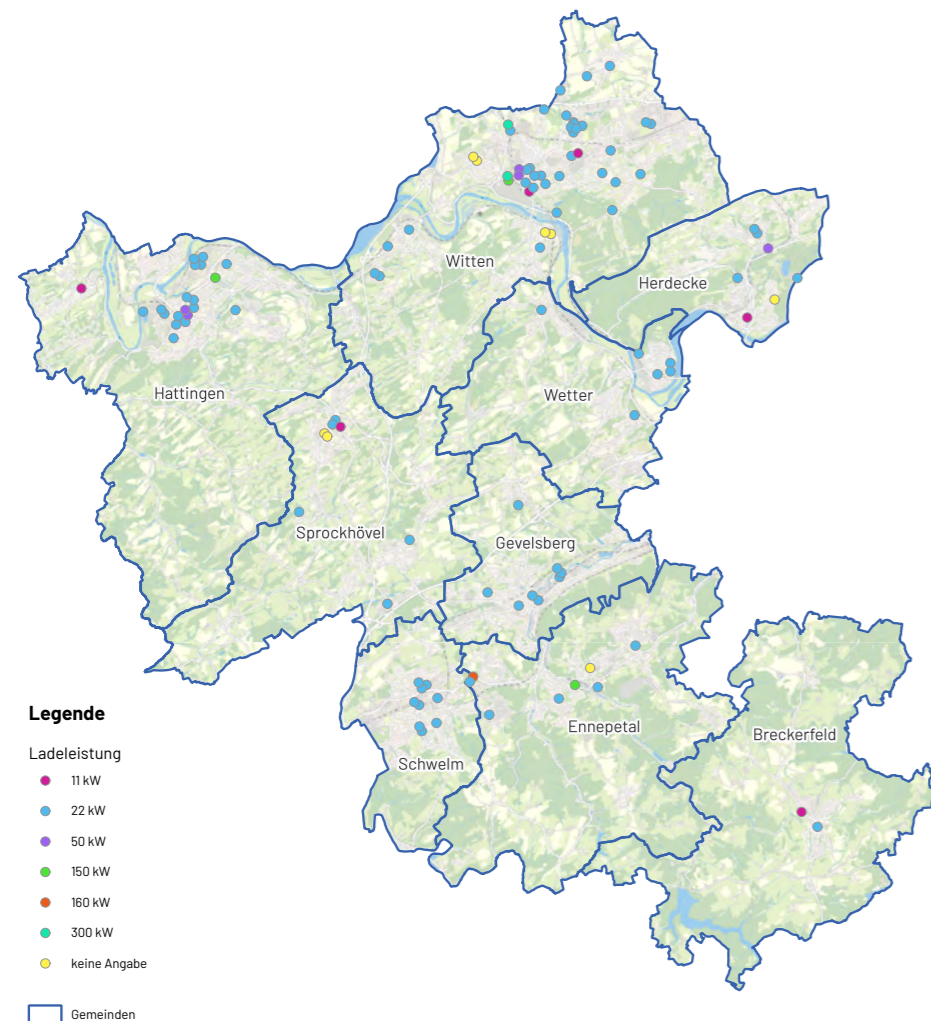 Witten
Herdecke
Hattingen
Wetter
Sprockhövel
Gevelsberg
Ennepetal
Breckerfeld
Schwelm
Legende
Ladeleistung
11 kW
22 kW
50 kW
150 kW
160 kW
300 kW
keine Angabe
Gemeinden